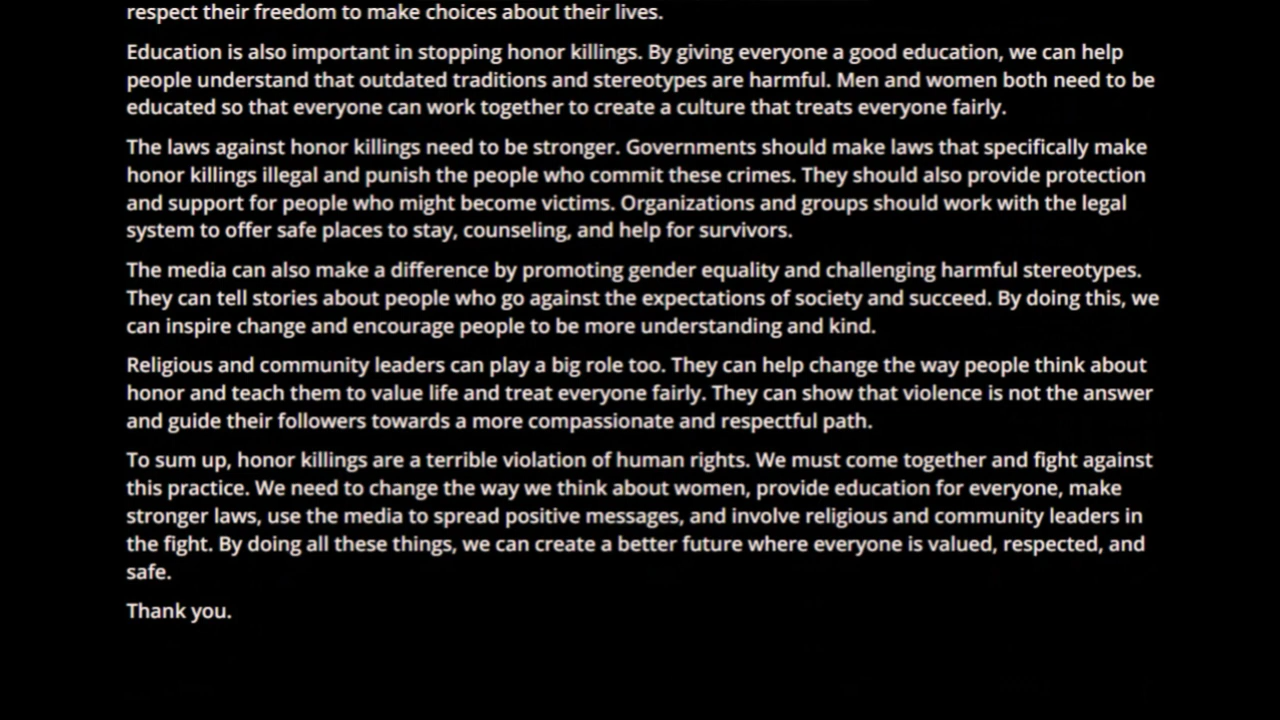 respect their freedom to make choices about their lives.
Education is also important in stopping honor killings. By giving everyone a good education, we can help
people understand that outdated traditions and stereotypes are harmful. Men and women both need to be
educated so that everyone can work together to create a culture that treats everyone fairly.
The laws against honor killings need to be stronger. Governments should make laws that specifically make
honor killings illegal and punish the people who commit these crimes. They should also provide protection
and support for people who might become victims. Organizations and groups should work with the legal
system to offer safe places to stay, counseling, and help for survivors.
The media can also make a difference by promoting gender equality and challenging harmful stereotypes.
They can tell stories about people who go against the expectations of society and succeed. By doing this, we
can inspire change and encourage people to be more understanding and kind.
Religious and community leaders can play a big role too. They can help change the way people think about
honor and teach them to value life and treat everyone fairly. They can show that violence is not the answer
and guide their followers towards a more compassionate and respectful path.
To sum up, honor killings are a terrible violation of human rights. We must come together and fight against
this practice. We need to change the way we think about women, provide education for everyone, make
stronger laws, use the media to spread positive messages, and involve religious and community leaders in
the fight. By doing all these things, we can create a better future where everyone is valued, respected, and
safe.
Thank you.